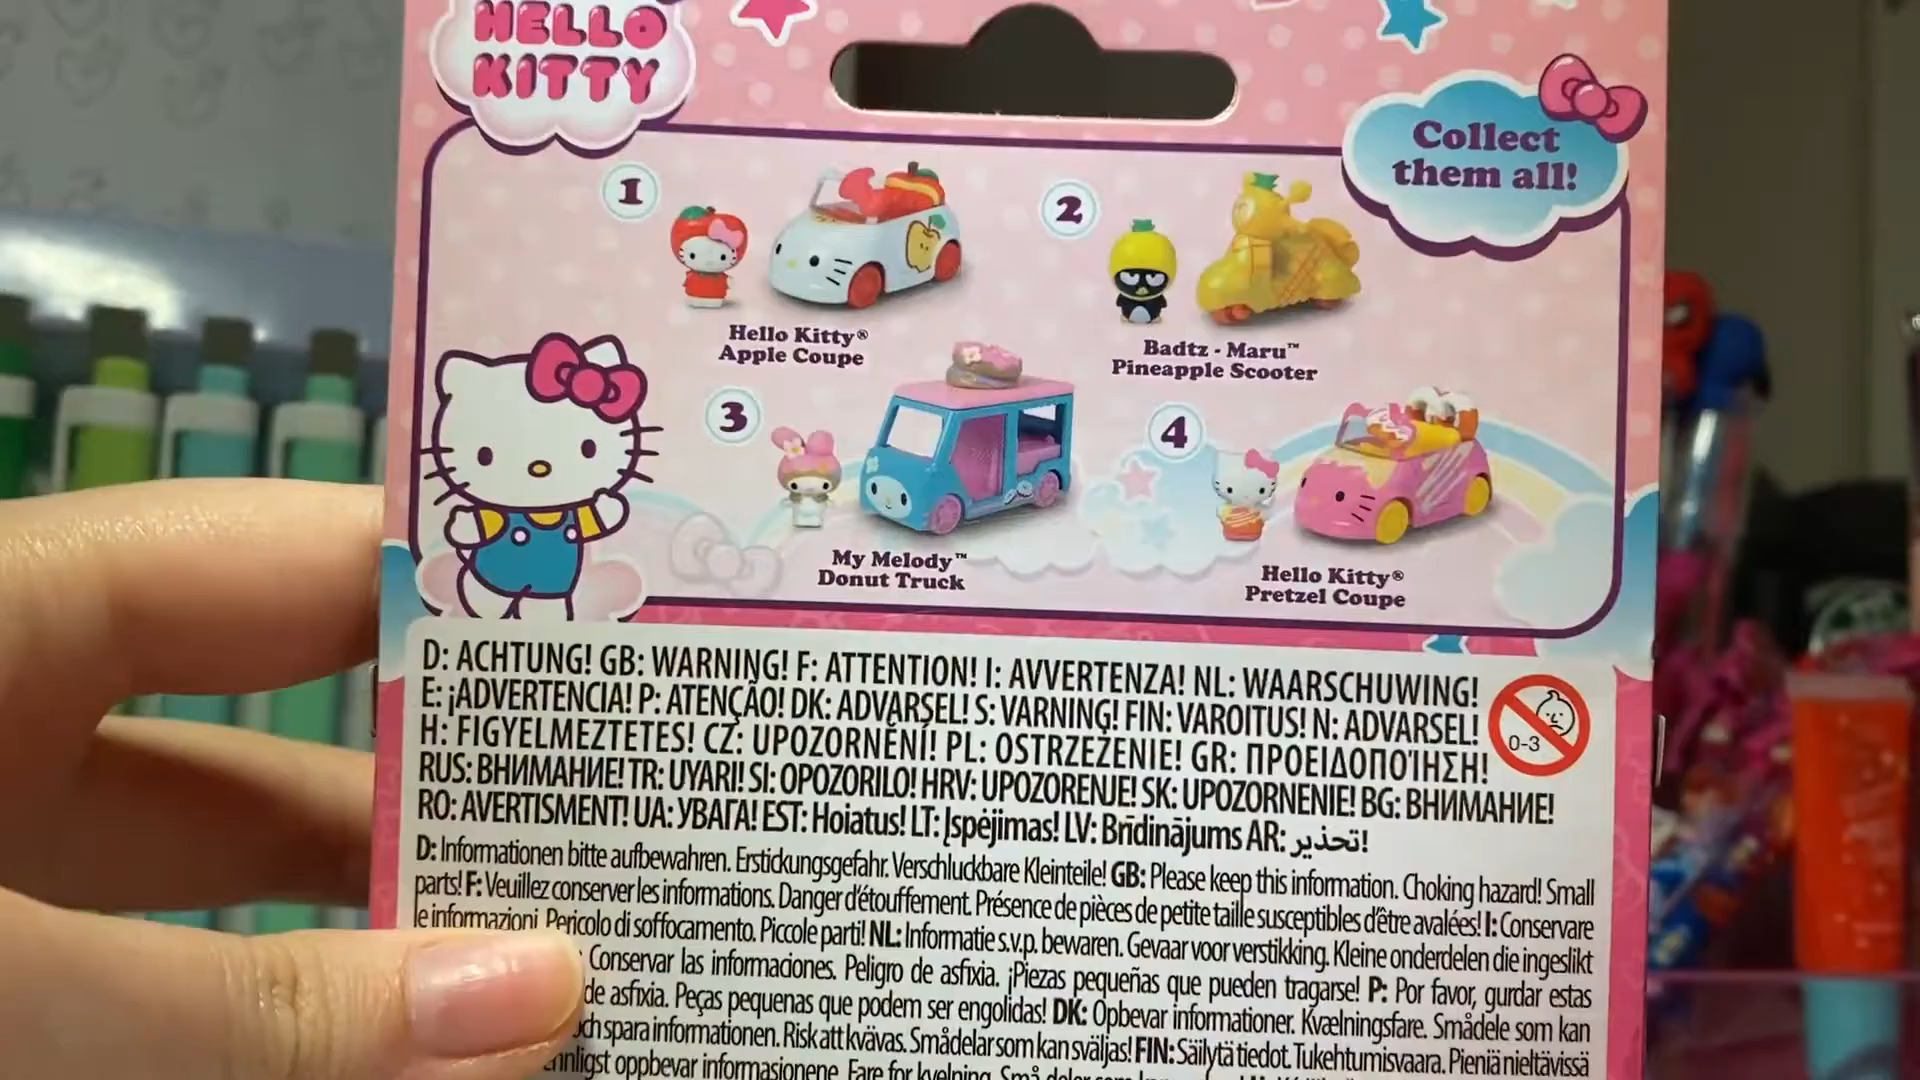 HELLO
KITTY
Collect
them all!
1
2
Hello Kitty®
Apple Coupe
Badtz - Maru™
Pineapple Scooter
3
4
My Melody™
Donut Truck
Hello Kitty®
Pretzel Coupe
D: ACHTUNG! GB: WARNING! F: ATTENTION! I: AVVERTENZA! NL: WAARSCHUWING!
E: ¡ADVERTENCIA! P: ATENÇÃO! DK: ADVARSEL! S: VARNING! FIN: VAROITUS! N: ADVARSEL!
H: FIGYELMEZTETES! CZ: UPOZORNĚNÍ! PL: OSTRZEŻENIE! GR: ΠΡΟΕΙΔΟΠΟΊΗΣΗ!
0-3
RUS: ВНИМАНИЕ! TR: UYARI! SI: OPOZORILO! HRV: UPOZORENJE! SK: UPOZORNENIE! BG: ВНИМАНИЕ!
RO: AVERTISMENT! UA: УВАГА! EST: Hoiatus! LT: Įspėjimas! LV: Brīdinājums AR: تحذير!
D: Informationen bitte aufbewahren. Erstickungsgefahr. Verschluckbare Kleinteile! GB: Please keep this information. Choking hazard! Small
parts! F: Veuillez conserver les informations. Danger d'étouffement. Présence de pièces de petite taille susceptibles d'être avalées! I: Conservare
le informazioni. Pericolo di soffocamento. Piccole parti! NL: Informatie s.v.p. bewaren. Gevaar voor verstikking. Kleine onderdelen die ingeslikt
Conservar las informaciones. Peligro de asfixia. ¡Piezas pequeñas que pueden tragarse! P: Por favor, gurdar estas
de asfixia. Peças pequenas que podem ser engolidas! DK: Opbevar informationer. Kvælningsfare. Smådele som kan
och spara informationen. Risk att kvävas. Smådelar som kan sväljas! FIN: Säilytä tiedot. Tukehtumisvaara. Pieniä nieltävissä
oppbevar informasjonene. Fare for kvelning.